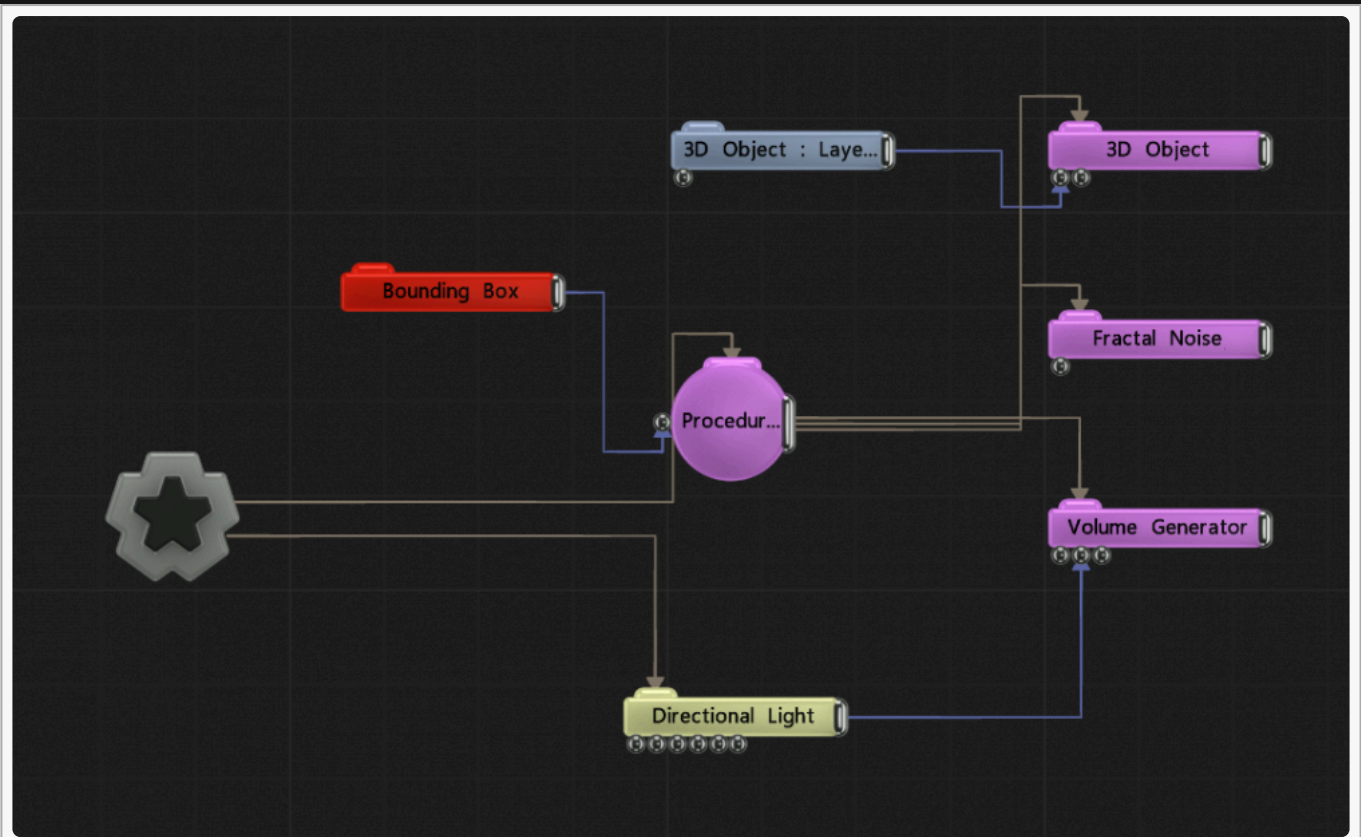 3D Object : Laye...
3D Object
Bounding Box
Fractal Noise
Procedur...
Volume Generator
Directional Light